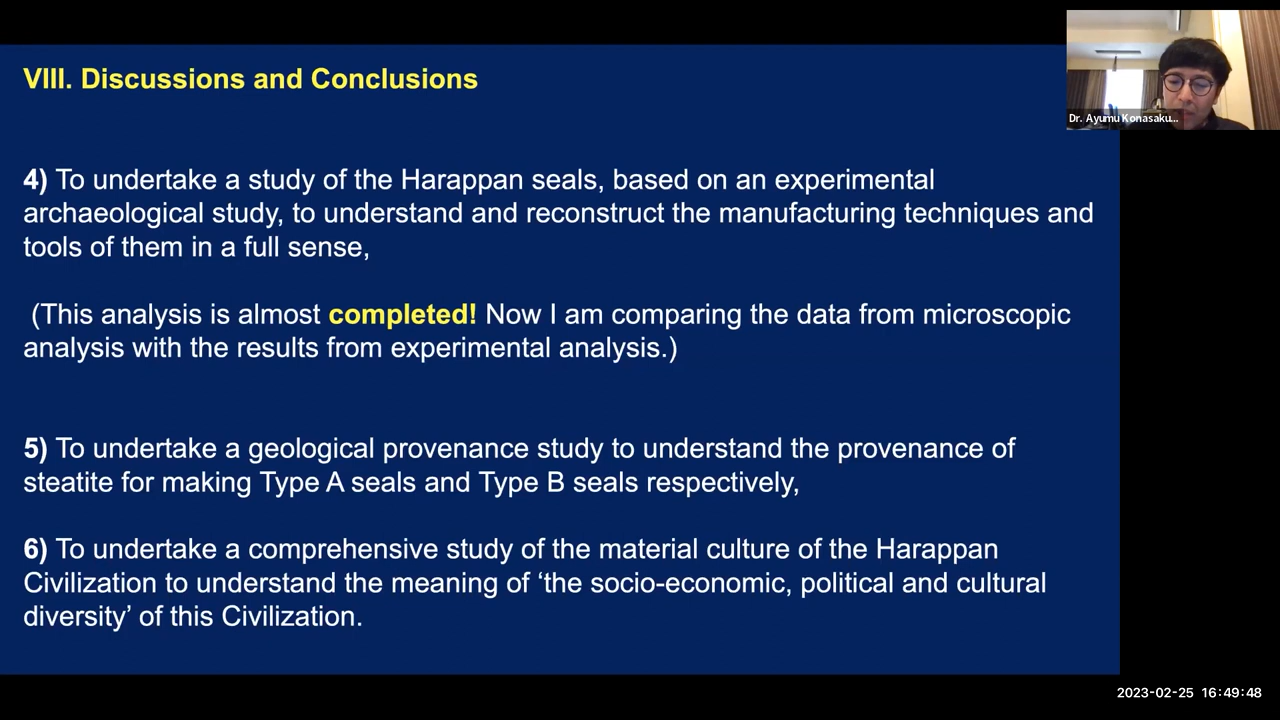 VIII. Discussions and Conclusions
Dr. Ayumu Konasaku...
4) To undertake a study of the Harappan seals, based on an experimental
archaeological study, to understand and reconstruct the manufacturing techniques and
tools of them in a full sense,
(This analysis is almost completed! Now I am comparing the data from microscopic
analysis with the results from experimental analysis.)
5) To undertake a geological provenance study to understand the provenance of
steatite for making Type A seals and Type B seals respectively,
6) To undertake a comprehensive study of the material culture of the Harappan
Civilization to understand the meaning of ‘the socio-economic, political and cultural
diversity’ of this Civilization.
2023-02-25 16:49:48